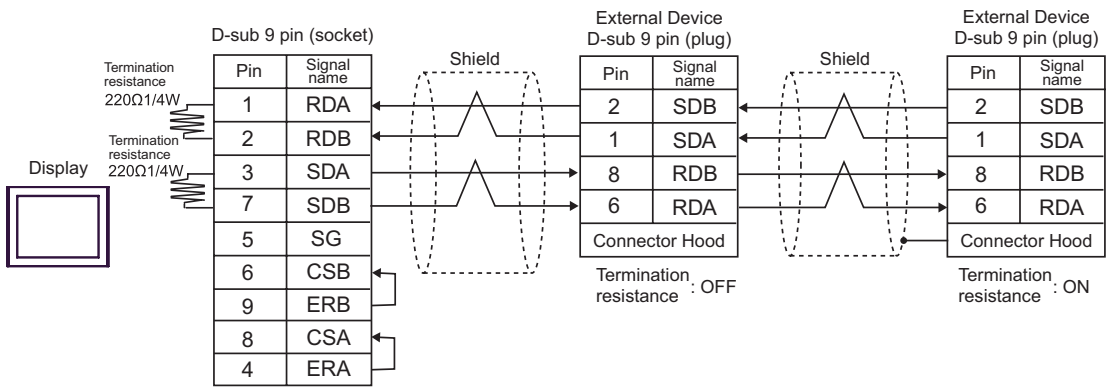 External Device
D-sub 9 pin (plug)
External Device
D-sub 9 pin (plug)
D-sub 9 pin (socket)
Shield
Shield
Termination
resistance
220Ω1/4W
Termination
resistance
220Ω1/4W
Display
Pin Signal name
1 RDA
2 RDB
3 SDA
7 SDB
5 SG
6 CSB
9 ERB
8 CSA
4 ERA
Pin Signal name
2 SDB
1 SDA
8 RDB
6 RDA
Connector Hood
Termination
resistance : OFF
Pin Signal name
2 SDB
1 SDA
8 RDB
6 RDA
Connector Hood
Termination
resistance : ON